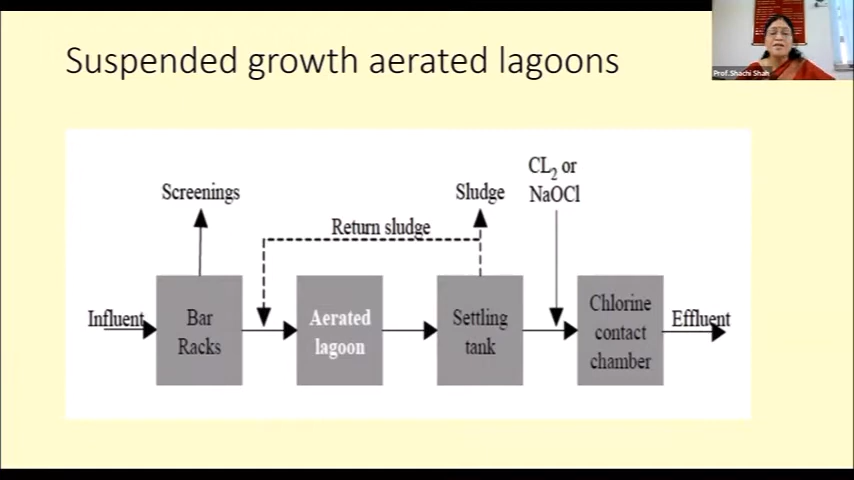 Suspended growth aerated lagoons
Prof.Shachi Shah
CL2 or
NaOCl
Screenings
Sludge
Return sludge
Influent
Bar
Racks
Aerated
lagoon
Settling
tank
Chlorine
contact
chamber
Effluent